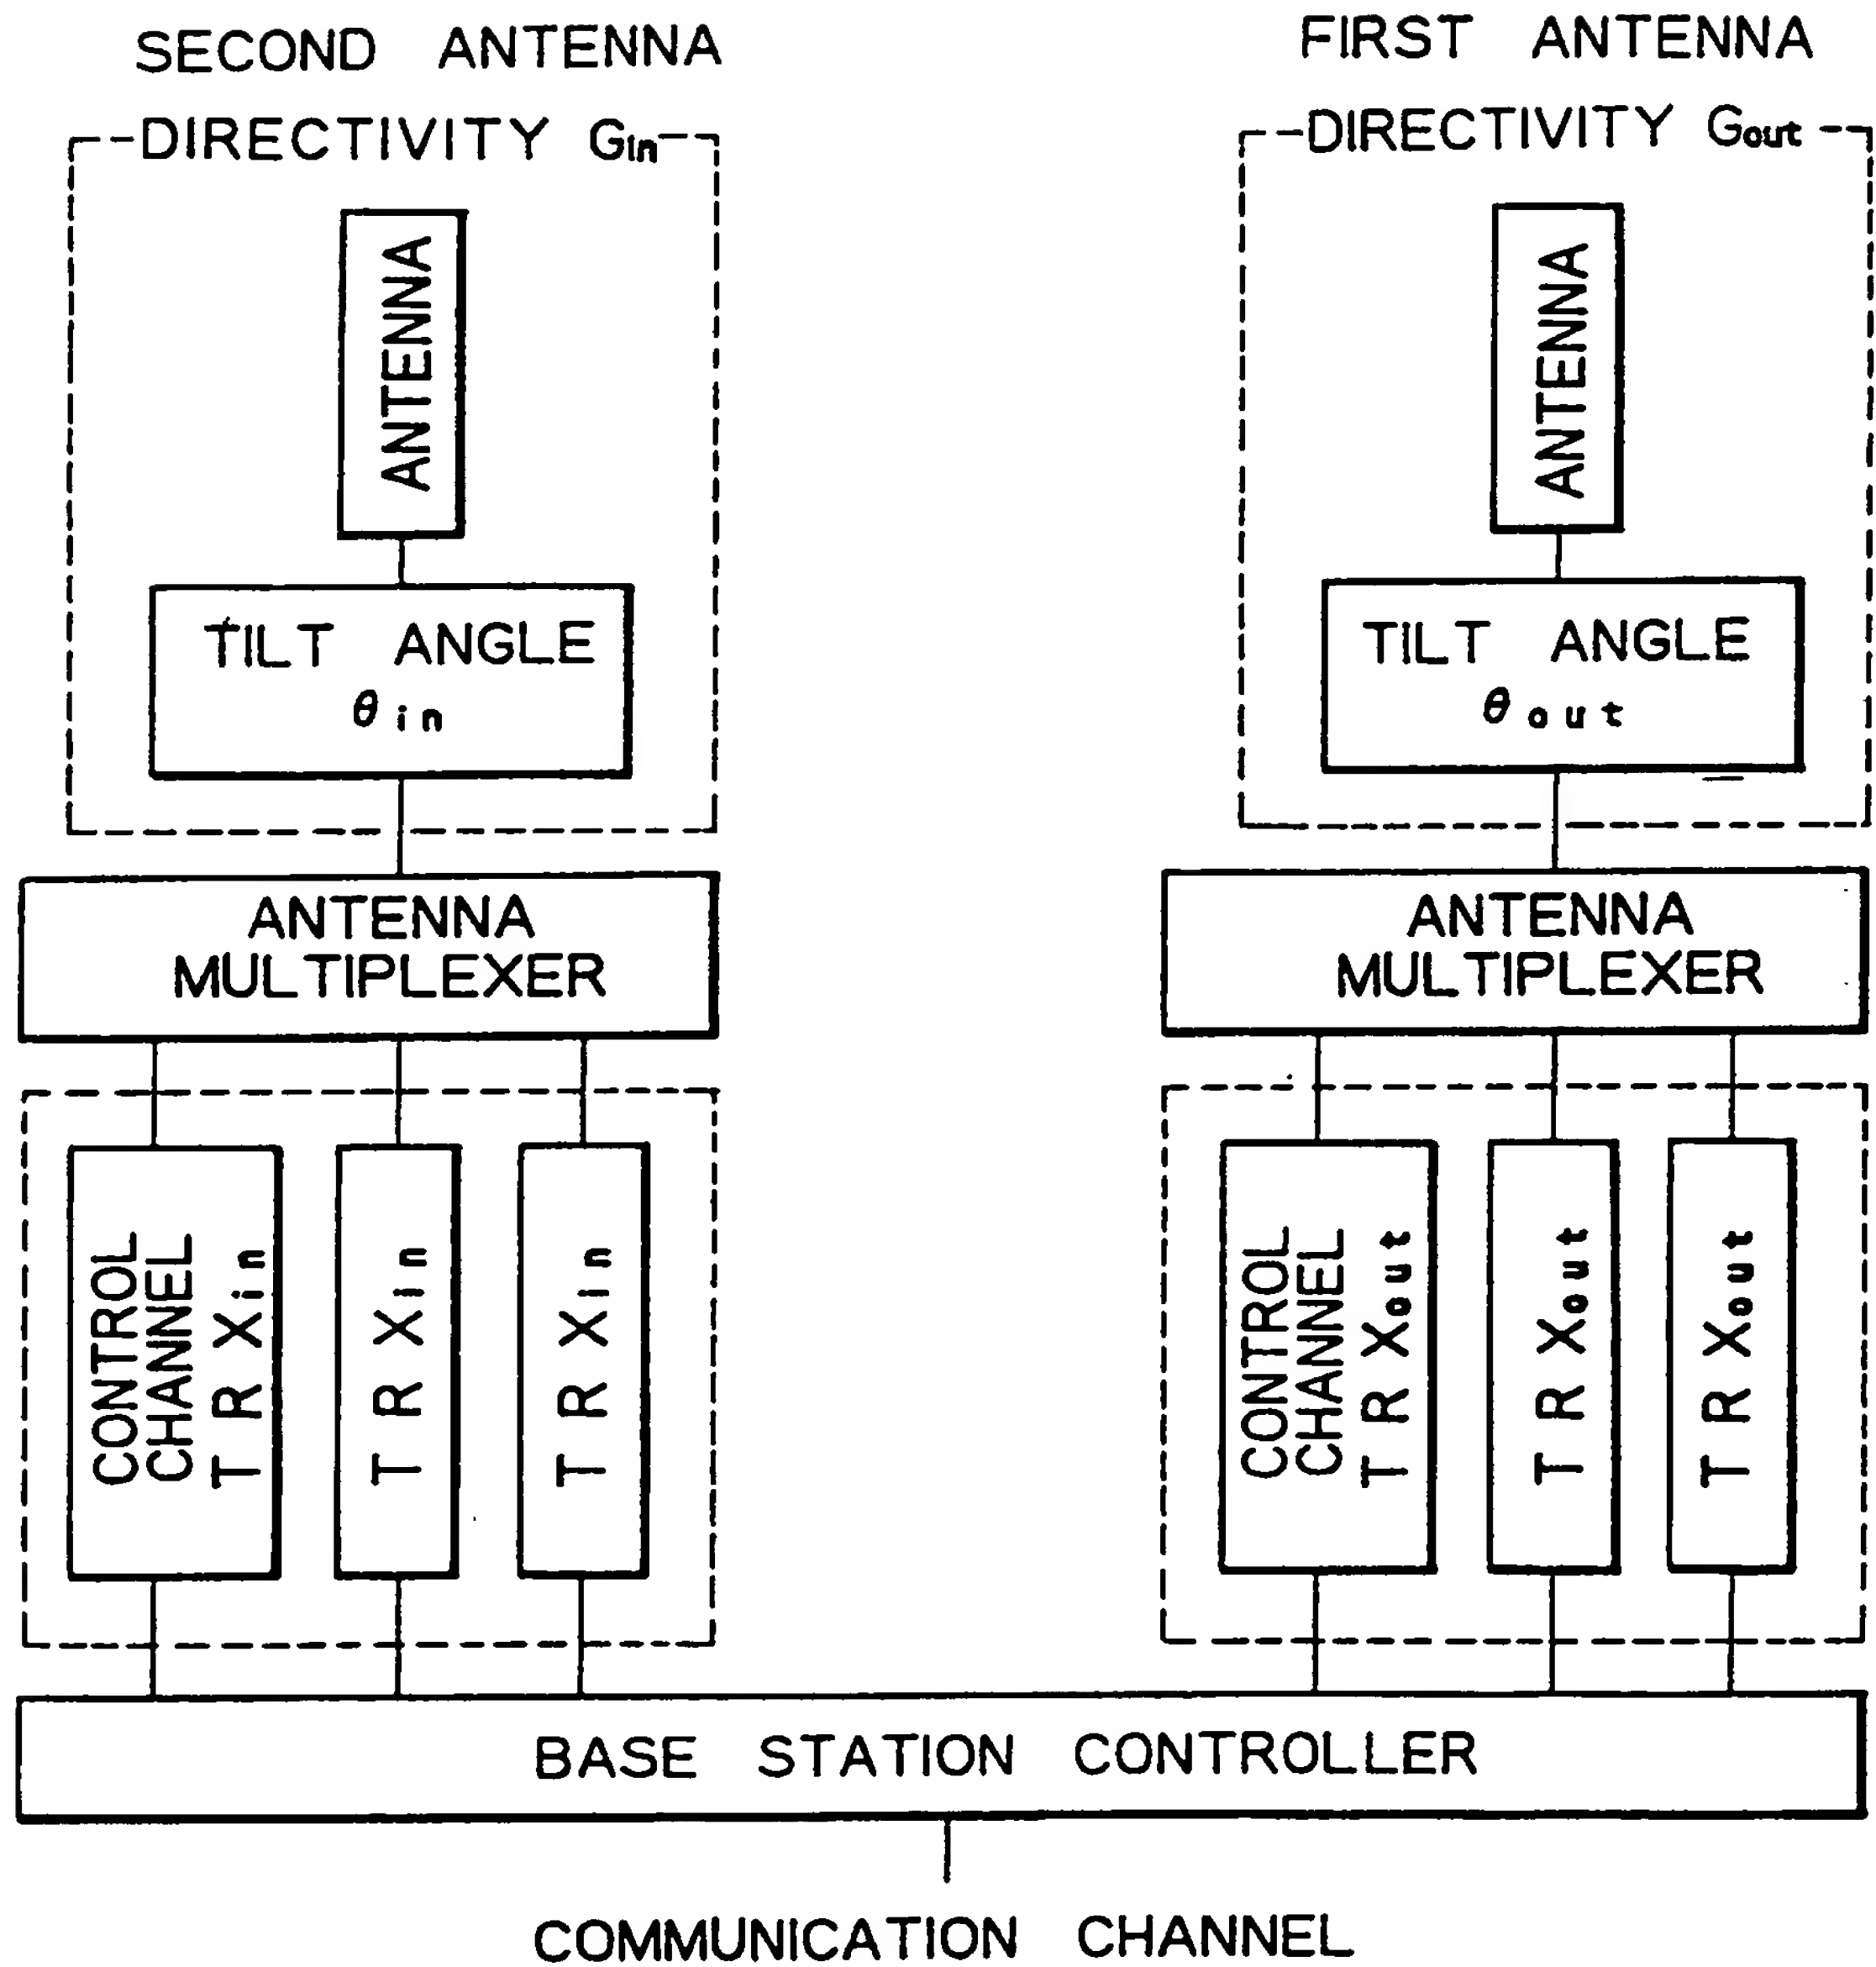 SECOND ANTENNA
DIRECTIVITY Gin
ANTENNA
TILT ANGLE
θin
ANTENNA
MULTIPLEXER
CONTROL
CHANNEL
TRXin
TRXin
TRXin
FIRST ANTENNA
DIRECTIVITY Gout
ANTENNA
TILT ANGLE
θout
ANTENNA
MULTIPLEXER
CONTROL
CHANNEL
TRXout
TRXout
TRXout
BASE STATION CONTROLLER
COMMUNICATION CHANNEL